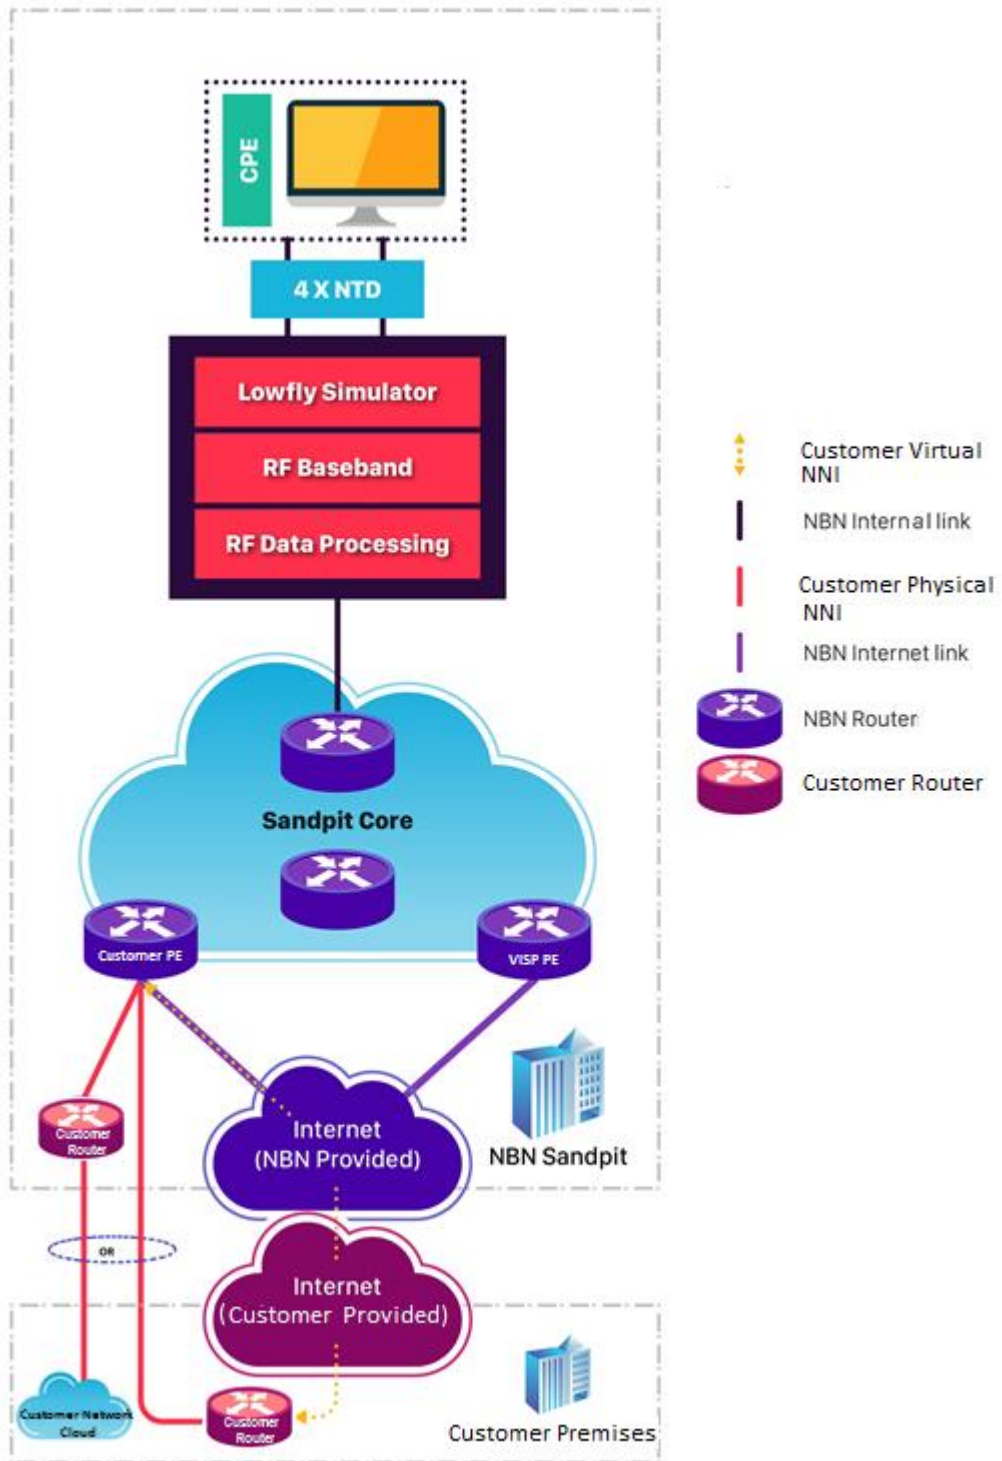 CPE
4 X NTD
Lowfly Simulator
RF Baseband
RF Data Processing
Sandpit Core
Customer PE
VISP PE
Customer
Router
Internet
(NBN Provided)
NBN Sandpit
OR
Internet
(Customer Provided)
Customer Network
Cloud
Customer
Router
Customer Premises
Customer Virtual
NNI
NBN Internal link
Customer Physical
NNI
NBN Internet link
NBN Router
Customer Router